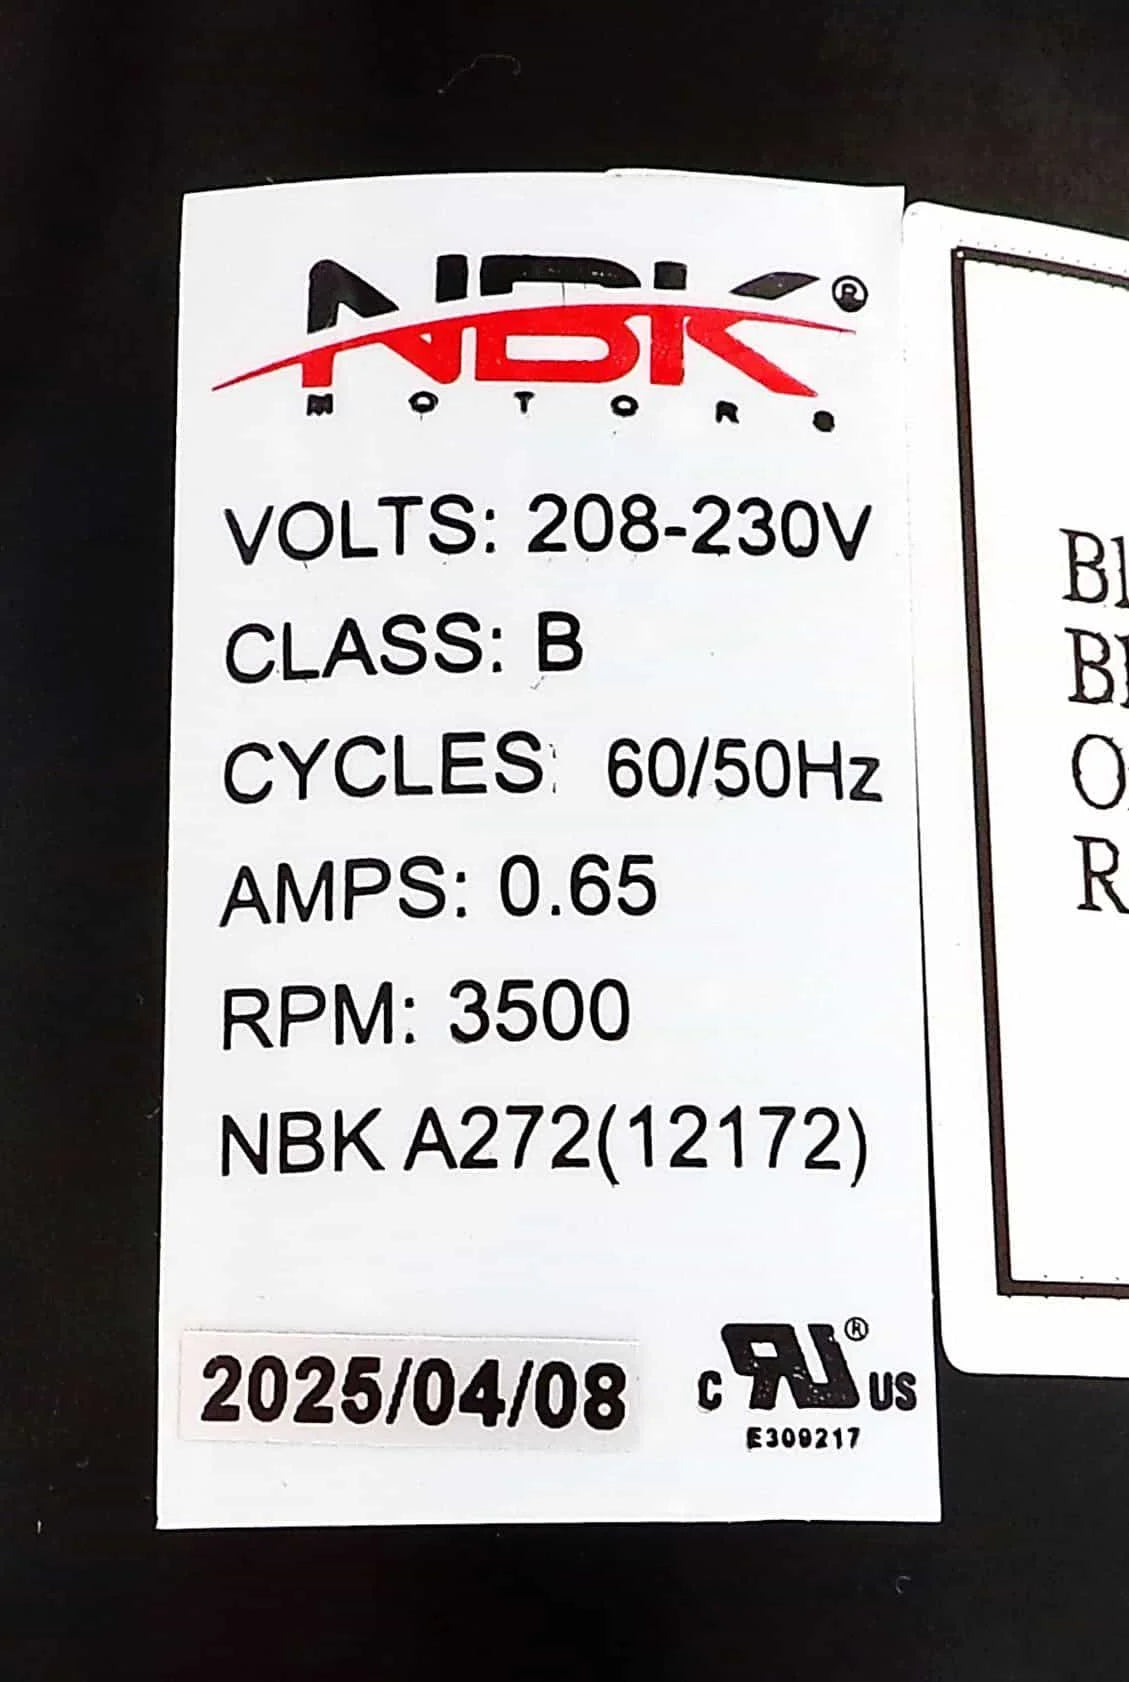 NBK®
MOTORS
VOLTS: 208-230V
CLASS: B
CYCLES: 60/50Hz
AMPS: 0.65
RPM: 3500
NBK A272(12172)
2025/04/08
C RU® US
E309217